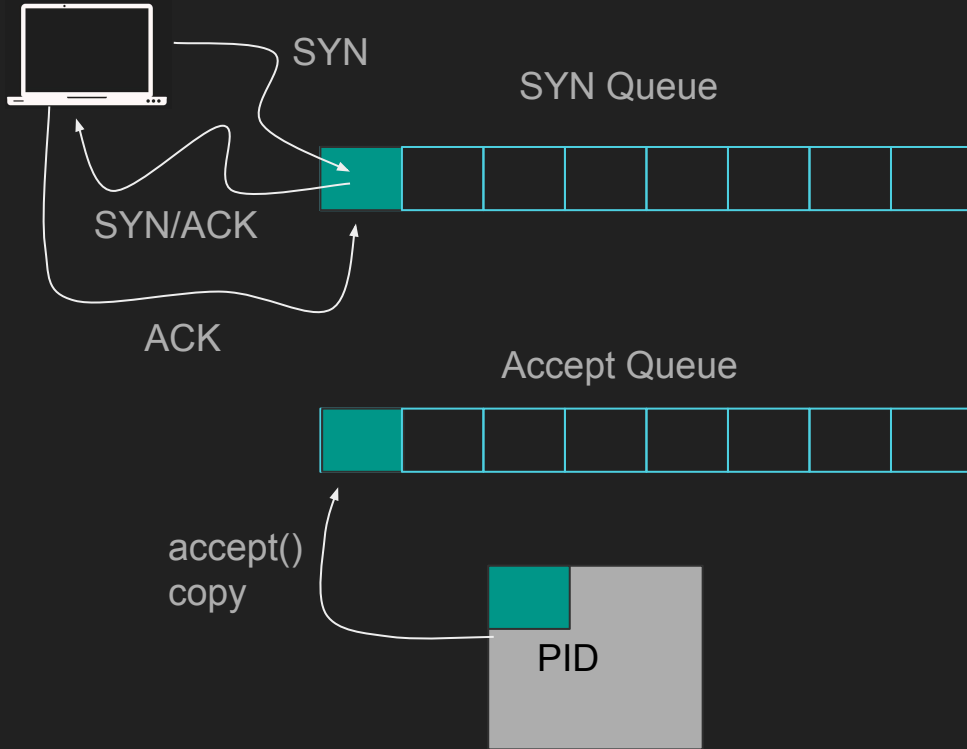 SYN
SYN Queue
SYN/ACK
ACK
Accept Queue
accept()
copy
PID